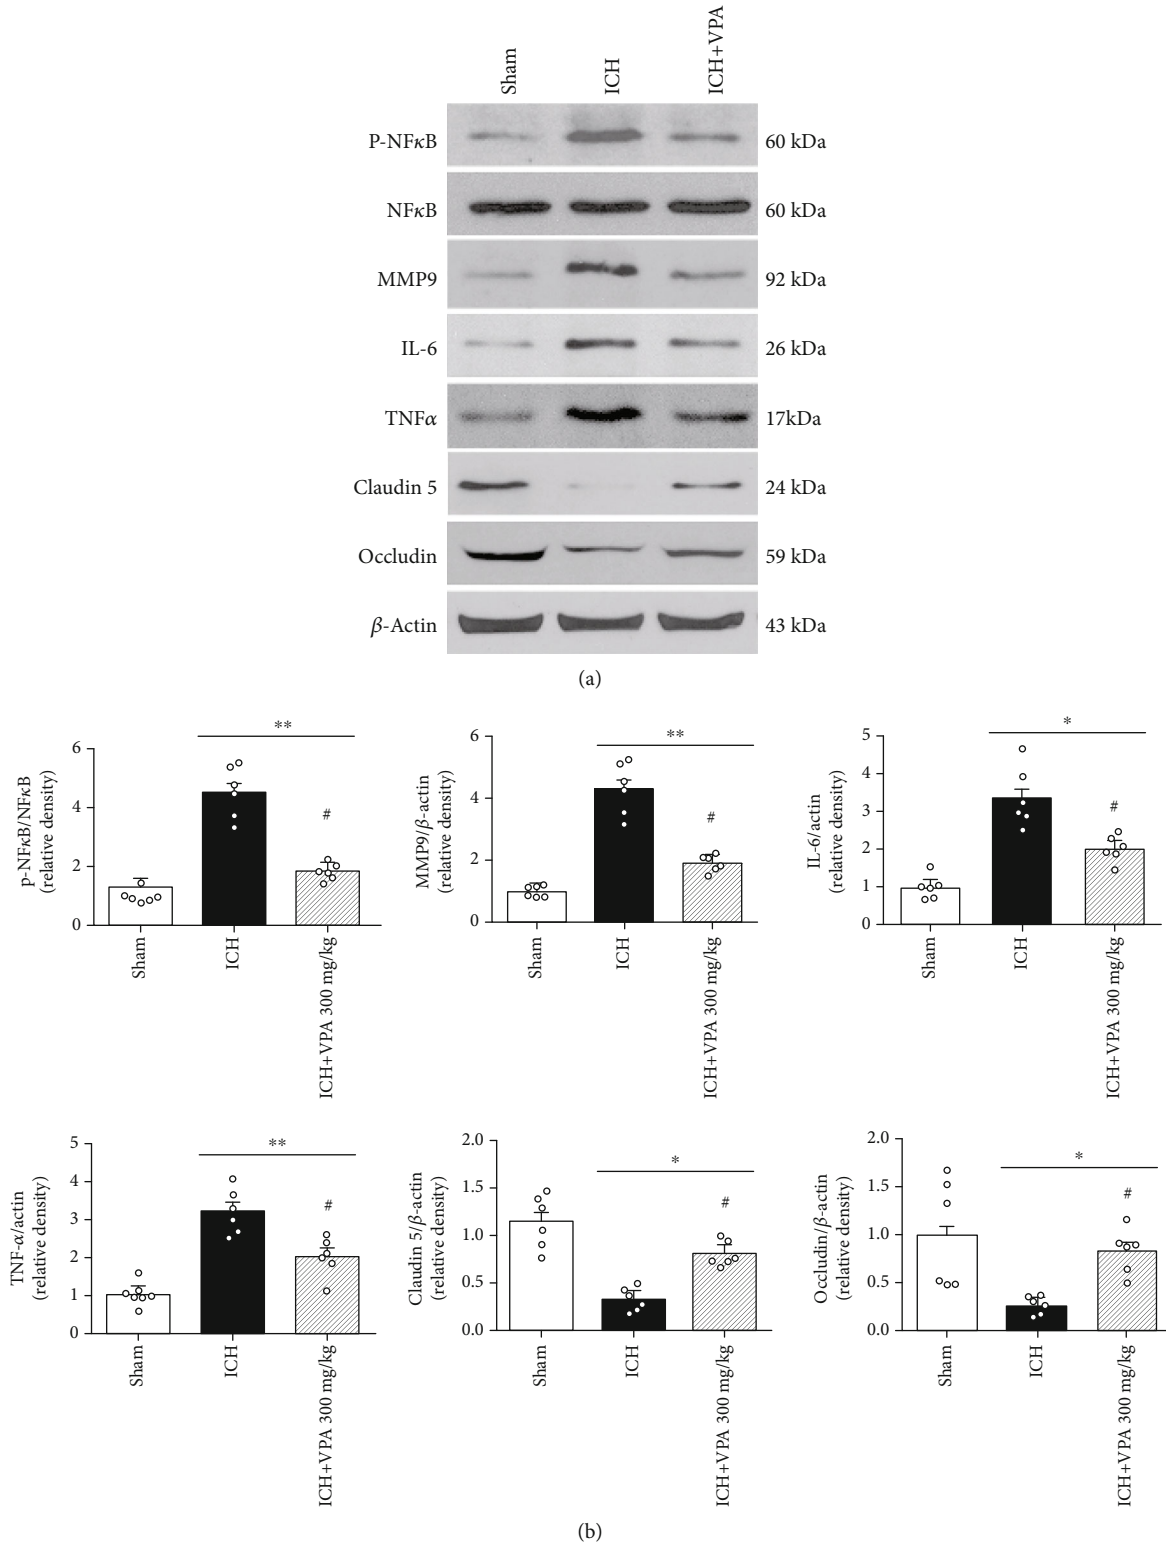 Sham
ICH
ICH+VPA
P-NFκB 60 kDa
NFκB 60 kDa
MMP9 92 kDa
IL-6 26 kDa
TNFα 17kDa
Claudin 5 24 kDa
Occludin 59 kDa
β-Actin 43 kDa
(a)
p-NFκB/NFκB
(relative density)
6
4
2
0
**
#
Sham
ICH
ICH+VPA 300 mg/kg
MMP9/β-actin
(relative density)
6
4
2
0
**
#
Sham
ICH
ICH+VPA 300 mg/kg
IL-6/actin
(relative density)
5
4
3
2
1
0
*
#
Sham
ICH
ICH+VPA 300 mg/kg
TNF-α/actin
(relative density)
5
4
3
2
1
0
**
#
Sham
ICH
ICH+VPA 300 mg/kg
Claudin 5/β-actin
(relative density)
2.0
1.5
1.0
0.5
0.0
*
#
Sham
ICH
ICH+VPA 300 mg/kg
Occludin/β-actin
(relative density)
2.0
1.5
1.0
0.5
0.0
*
#
Sham
ICH
ICH+VPA 300 mg/kg
(b)